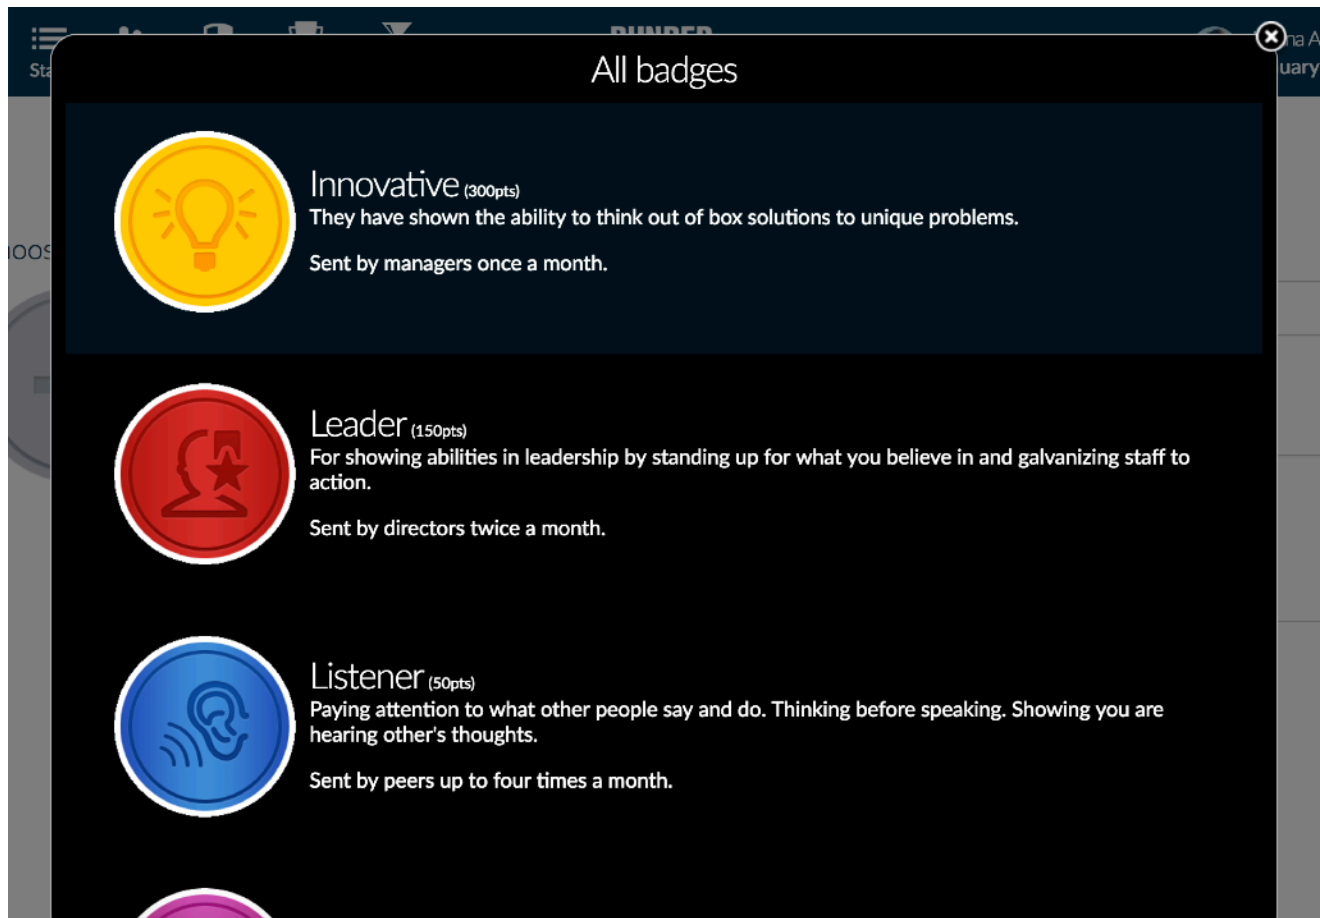 All badges
Innovative (300pts)
They have shown the ability to think out of box solutions to unique problems.
Sent by managers once a month.
Leader (150pts)
For showing abilities in leadership by standing up for what you believe in and galvanizing staff to
action.
Sent by directors twice a month.
Listener (50pts)
Paying attention to what other people say and do. Thinking before speaking. Showing you are
hearing other's thoughts.
Sent by peers up to four times a month.